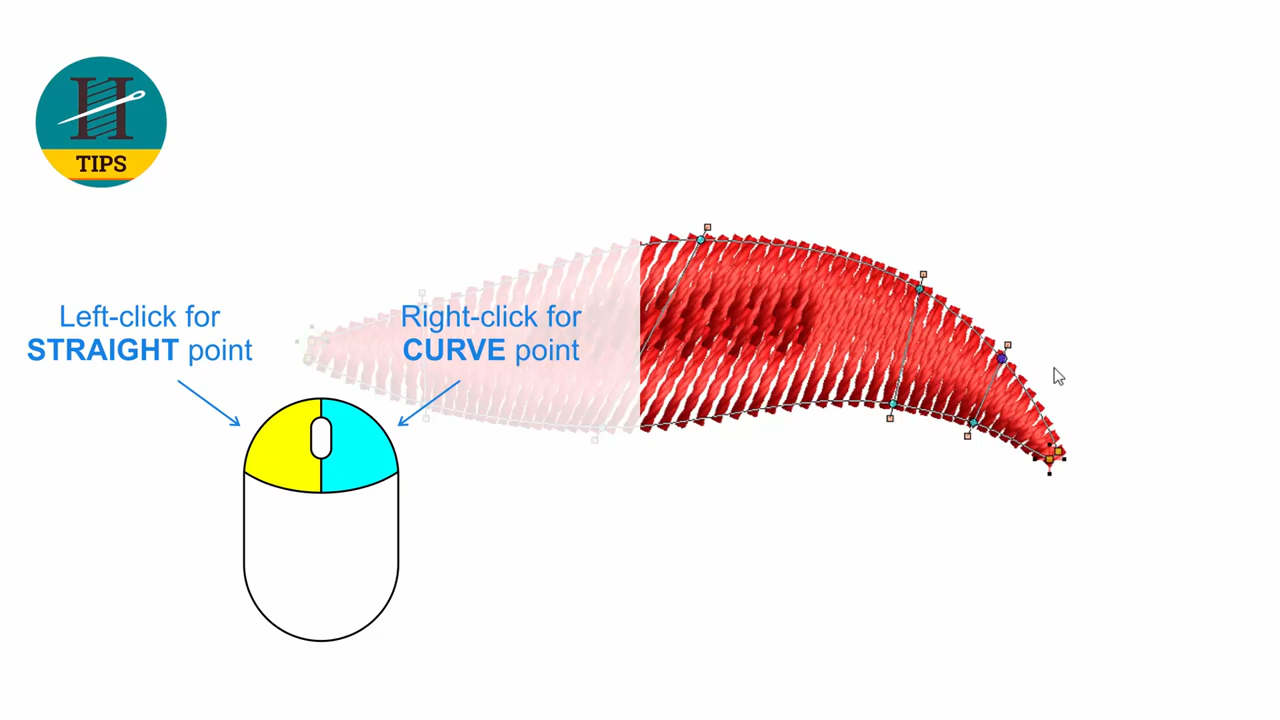 H
TIPS
Left-click for
STRAIGHT point
Right-click for
CURVE point